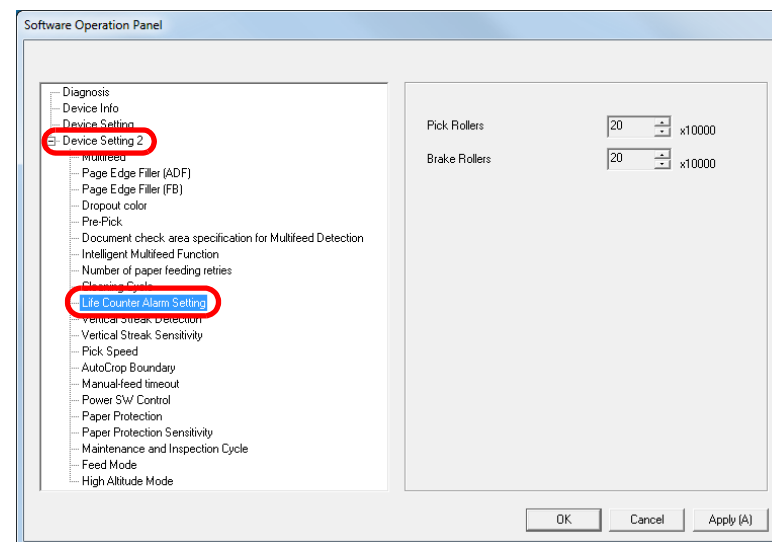 Software Operation Panel
Diagnosis
Device Info
Device Setting
Device Setting 2
Multifeed
Page Edge Filler (ADF)
Page Edge Filler (FB)
Dropout color
Pre-Pick
Document check area specification for Multifeed Detection
Intelligent Multifeed Function
Number of paper feeding retries
Cleaning Cycle
Life Counter Alarm Setting
Vertical Streak Detection
Vertical Streak Sensitivity
Pick Speed
AutoCrop Boundary
Manual-feed timeout
Power SW Control
Paper Protection
Paper Protection Sensitivity
Maintenance and Inspection Cycle
Feed Mode
High Altitude Mode
Pick Rollers 20 x10000
Brake Rollers 20 x10000
OK Cancel Apply (A)